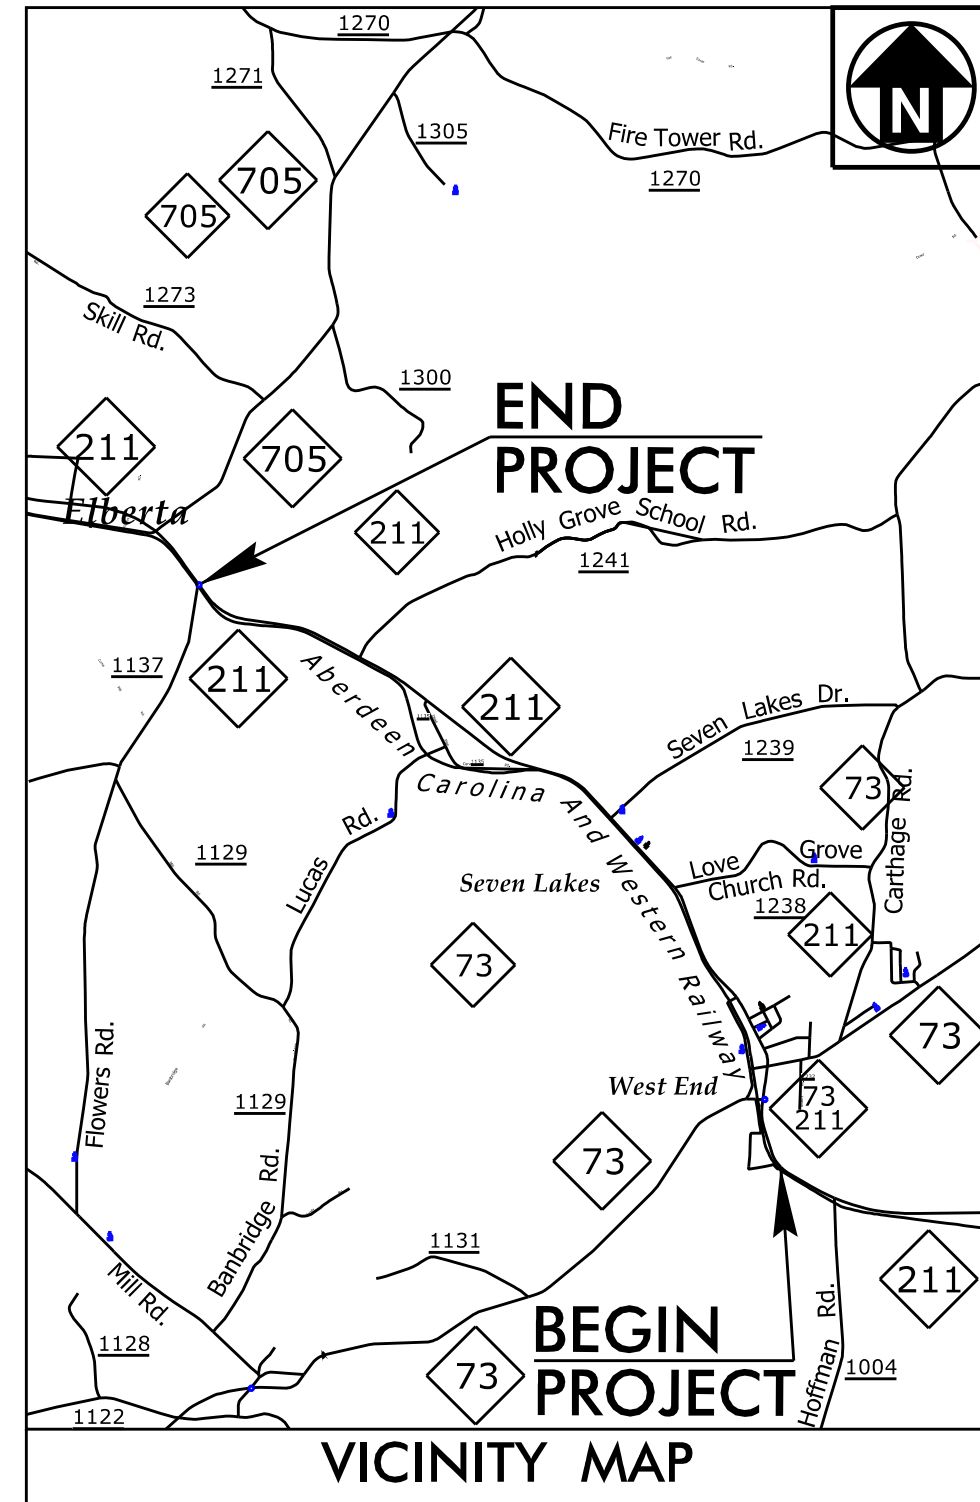 1270
1271
1305
N
Fire Tower Rd.
1270
705
705
1273
Skill Rd.
1300
END
PROJECT
211
705
Elberta
211
Holly Grove School Rd.
1241
1137
211
Aberdeen Carolina And Western Railway
211
Seven Lakes Dr.
1239
73
Carthage Rd.
Lucas Rd.
1129
Seven Lakes
Love Grove
Church Rd.
1238
211
73
73
Flowers Rd.
1129
West End
73
211
73
Banbridge Rd.
Mill Rd.
1131
211
1128
BEGIN
PROJECT
Hoffman Rd.
1004
73
1122
VICINITY MAP